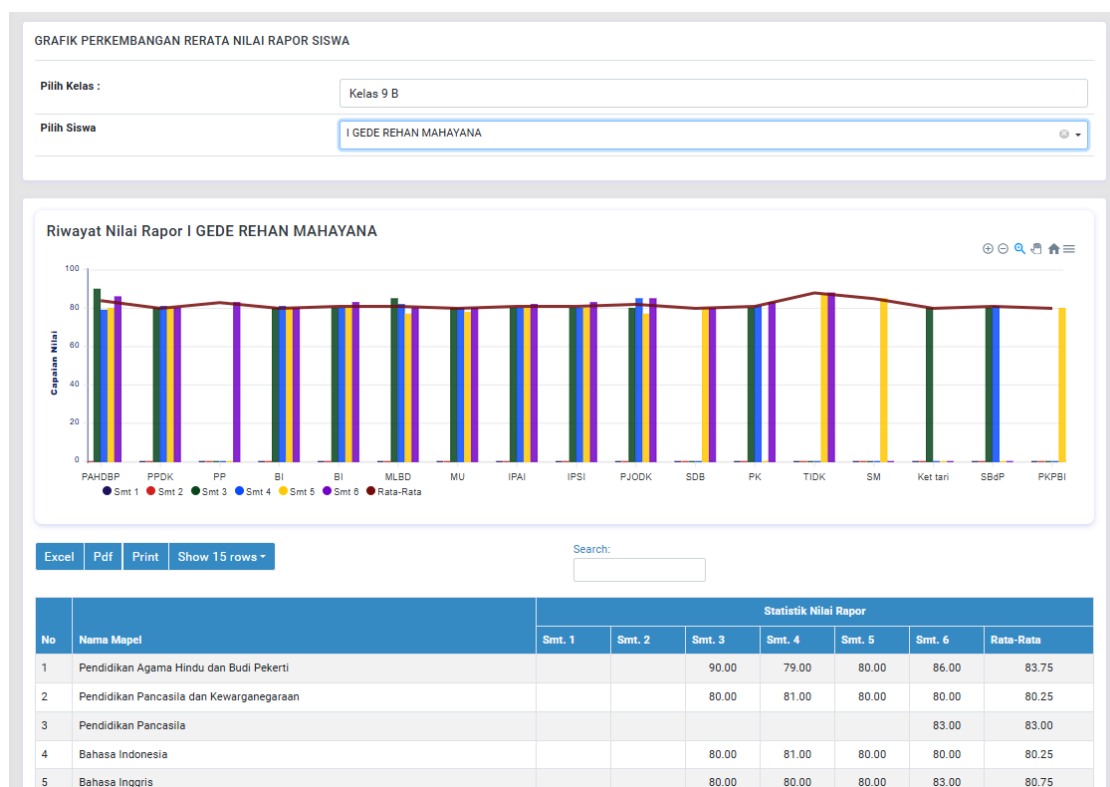 GRAFIK PERKEMBANGAN RERATA NILAI RAPOR SISWA
Pilih Kelas :
Kelas 9 B
Pilih Siswa
I GEDE REHAN MAHAYANA
Riwayat Nilai Rapor I GEDE REHAN MAHAYANA
Capaian Nilai
100
80
60
40
20
0
PAHDBP PPDK PP BI BI MLBD MU IPAI IPSI PJODK SDB PK TIDK SM Ket tari SBdP PKPBI
Smt 1 Smt 2 Smt 3 Smt 4 Smt 5 Smt 6 Rata-Rata
Excel Pdf Print Show 15 rows
Search:
Statistik Nilai Rapor
No Nama Mapel Smt. 1 Smt. 2 Smt. 3 Smt. 4 Smt. 5 Smt. 6 Rata-Rata
1 Pendidikan Agama Hindu dan Budi Pekerti 90.00 79.00 80.00 86.00 83.75
2 Pendidikan Pancasila dan Kewarganegaraan 80.00 81.00 80.00 80.00 80.25
3 Pendidikan Pancasila 83.00 83.00
4 Bahasa Indonesia 80.00 81.00 80.00 80.00 80.25
5 Bahasa Inggris 80.00 80.00 80.00 83.00 80.75